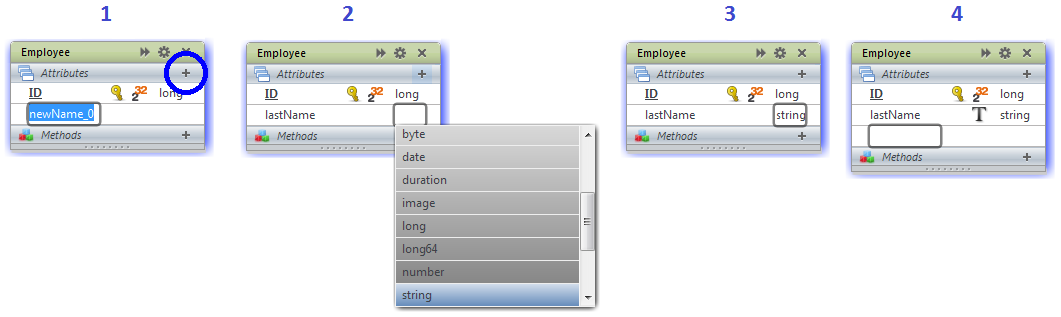 1
Employee
Attributes
ID 2 32 long
newName_0
Methods
2
Employee
Attributes
ID 2 32 long
lastName
Methods
byte
date
duration
image
long
long64
number
string
3
Employee
Attributes
ID 2 32 long
lastName string
Methods
4
Employee
Attributes
ID 2 32 long
lastName T string
Methods